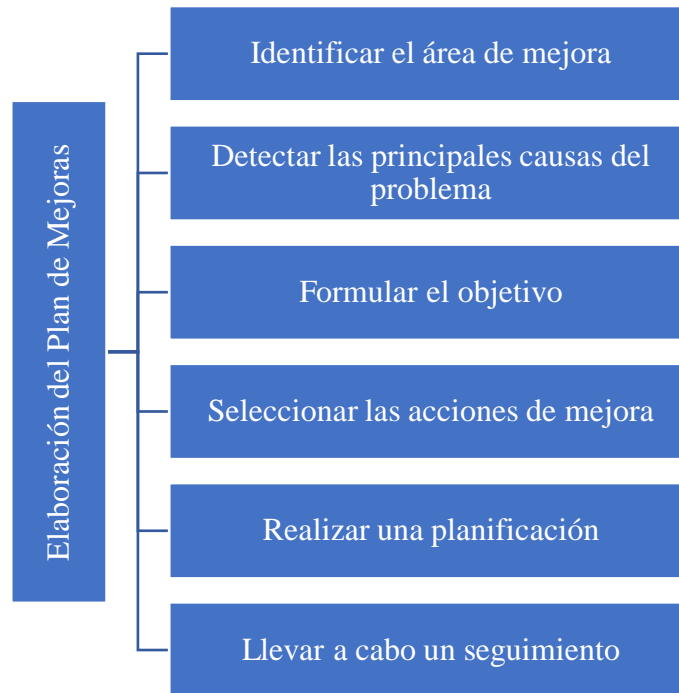 Elaboración del Plan de Mejoras
Identificar el área de mejora
Detectar las principales causas del
problema
Formular el objetivo
Seleccionar las acciones de mejora
Realizar una planificación
Llevar a cabo un seguimiento